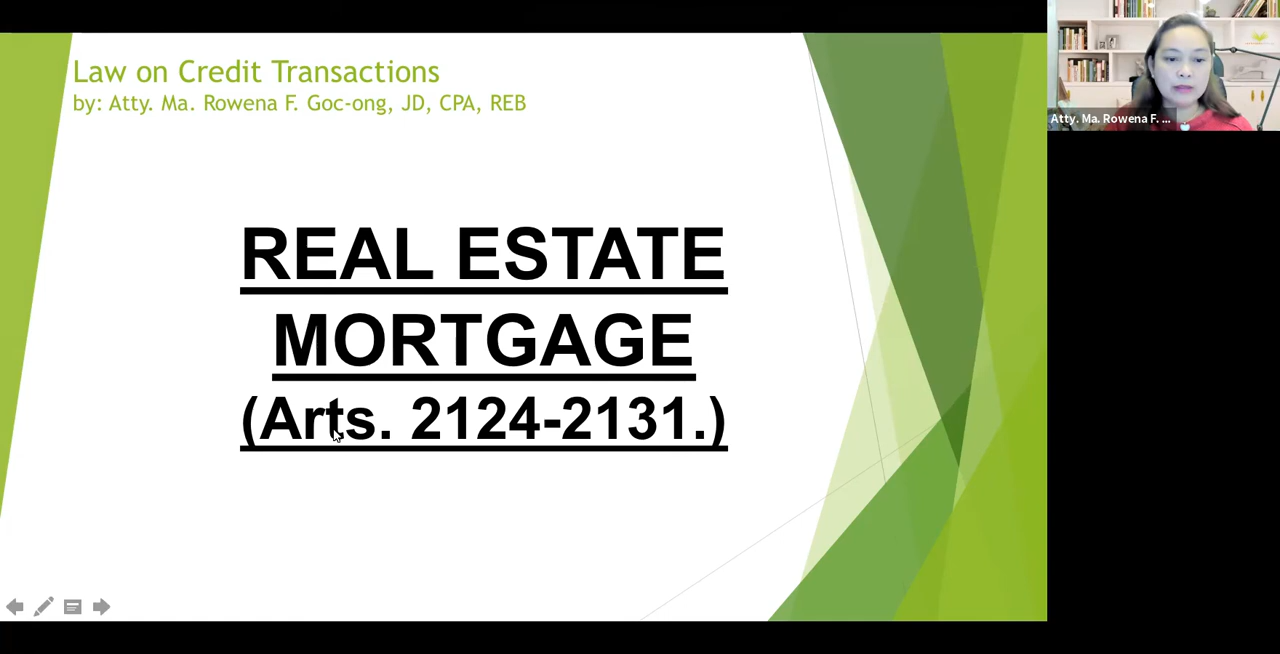 Law on Credit Transactions
by: Atty. Ma. Rowena F. Goc-ong, JD, CPA, REB
REAL ESTATE
MORTGAGE
(Arts. 2124-2131.)
Atty. Ma. Rowena F. ...